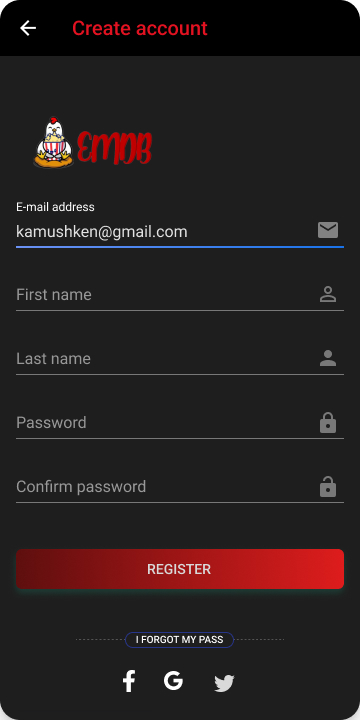 Create account
EMDB
E-mail address
kamushken@gmail.com
First name
Last name
Password
Confirm password
REGISTER
I FORGOT MY PASS